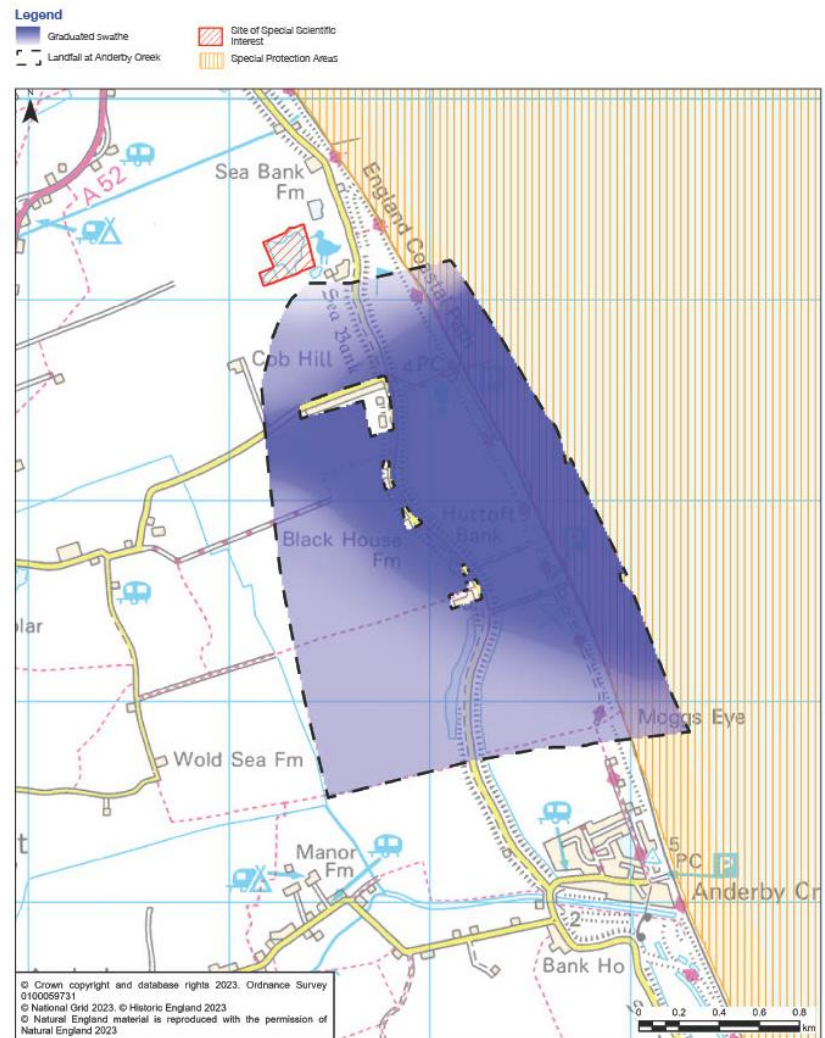 Legend
Graduated swathe
Landfall at Anderby Creek
Site of Special Scientific
Interest
Special Protection Areas
N
A 52
Sea Bank
Fm
England Coastal Path
Sea Bank
Cob Hill
4 PC
Huttoft
Bank
Black House
Fm
olar
Moggs Eye
Wold Sea Fm
t
Manor
Fm
5
PC
P
Anderby Cr
2
Bank Ho
© Crown copyright and database rights 2023. Ordnance Survey
0100059731
© National Grid 2023. © Historic England 2023
© Natural England material is reproduced with the permission of
Natural England 2023
0 0.2 0.4 0.6 0.8
km